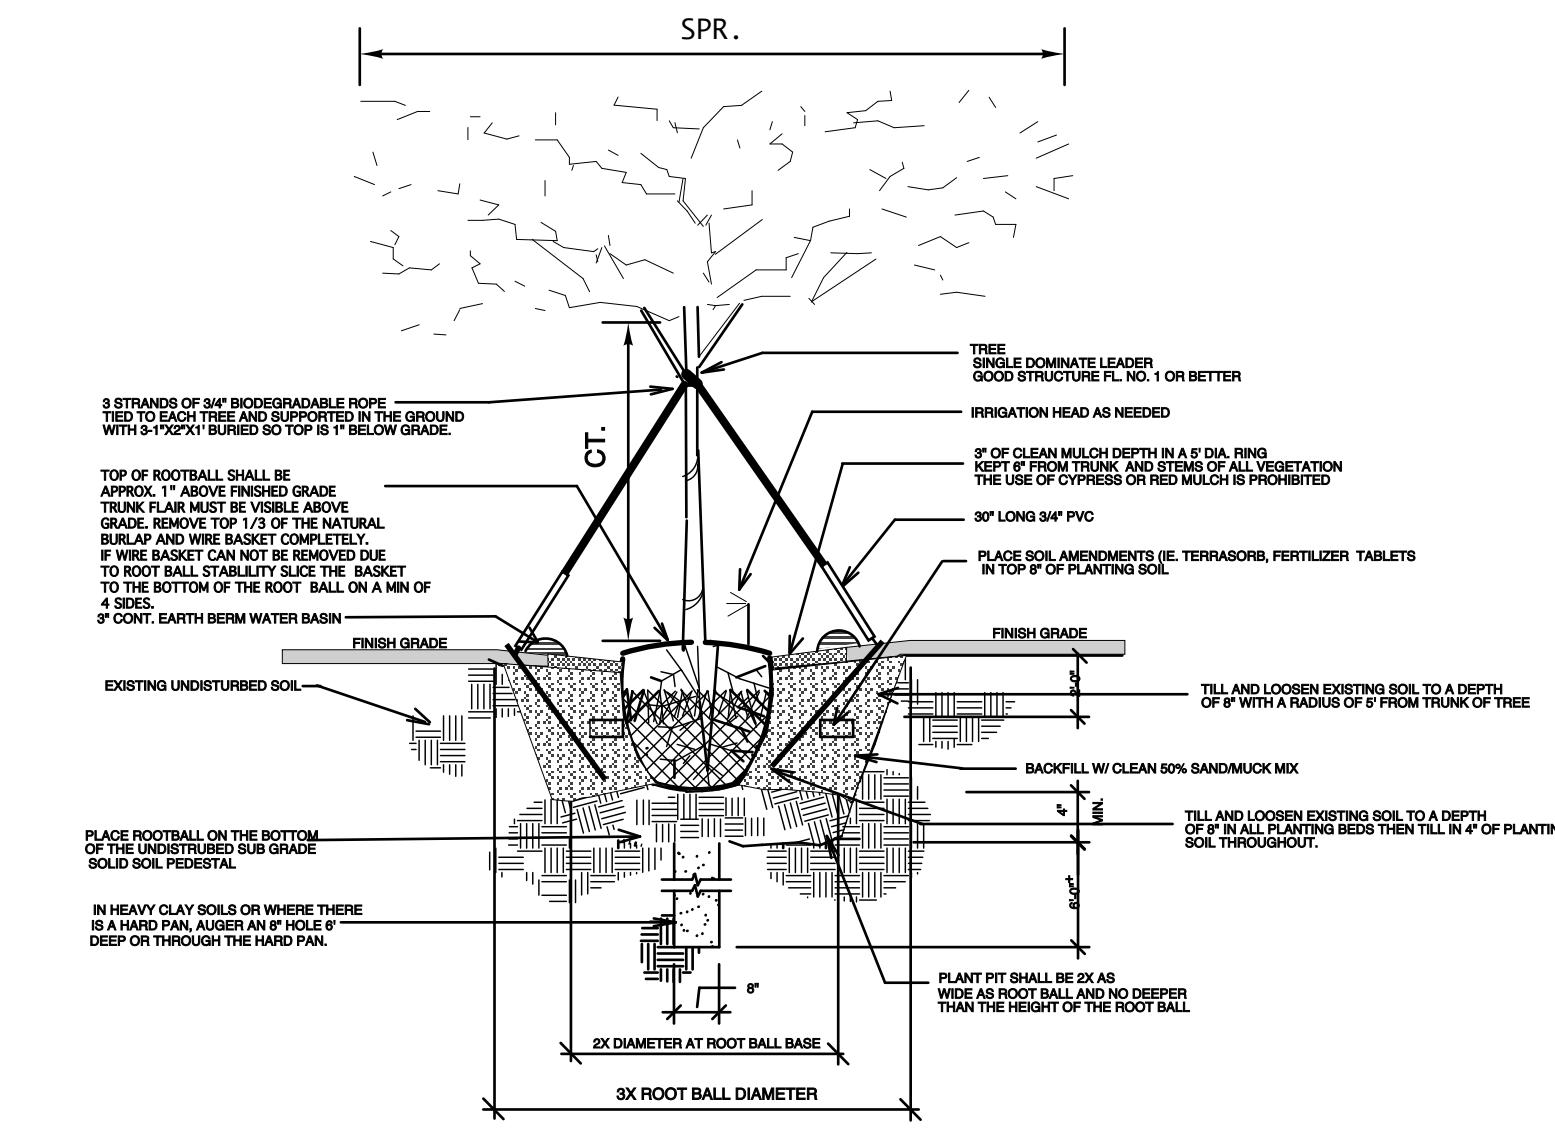 SPR.
TREE
SINGLE DOMINATE LEADER
GOOD STRUCTURE FL. NO. 1 OR BETTER
3 STRANDS OF 3/4" BIODEGRADABLE ROPE
TIED TO EACH TREE AND SUPPORTED IN THE GROUND
WITH 3-1"X2"X1' BURIED SO TOP IS 1" BELOW GRADE.
IRRIGATION HEAD AS NEEDED
CT.
3" OF CLEAN MULCH DEPTH IN A 5' DIA. RING
KEPT 6" FROM TRUNK AND STEMS OF ALL VEGETATION
THE USE OF CYPRESS OR RED MULCH IS PROHIBITED
TOP OF ROOTBALL SHALL BE
APPROX. 1" ABOVE FINISHED GRADE
TRUNK FLAIR MUST BE VISIBLE ABOVE
GRADE. REMOVE TOP 1/3 OF THE NATURAL
BURLAP AND WIRE BASKET COMPLETELY.
IF WIRE BASKET CAN NOT BE REMOVED DUE
TO ROOT BALL STABLILITY SLICE THE BASKET
TO THE BOTTOM OF THE ROOT BALL ON A MIN OF
4 SIDES.
30" LONG 3/4" PVC
PLACE SOIL AMENDMENTS (IE. TERRASORB, FERTILIZER TABLETS
IN TOP 8" OF PLANTING SOIL
3" CONT. EARTH BERM WATER BASIN
FINISH GRADE
FINISH GRADE
EXISTING UNDISTURBED SOIL
TILL AND LOOSEN EXISTING SOIL TO A DEPTH
OF 8" WITH A RADIUS OF 5' FROM TRUNK OF TREE
BACKFILL W/ CLEAN 50% SAND/MUCK MIX
4"
MIN.
TILL AND LOOSEN EXISTING SOIL TO A DEPTH
OF 8" IN ALL PLANTING BEDS THEN TILL IN 4" OF PLANTIN
SOIL THROUGHOUT.
PLACE ROOTBALL ON THE BOTTOM
OF THE UNDISTRUBED SUB GRADE
SOLID SOIL PEDESTAL
6'-0"+
IN HEAVY CLAY SOILS OR WHERE THERE
IS A HARD PAN, AUGER AN 8" HOLE 6'
DEEP OR THROUGH THE HARD PAN.
PLANT PIT SHALL BE 2X AS
WIDE AS ROOT BALL AND NO DEEPER
THAN THE HEIGHT OF THE ROOT BALL
8"
2X DIAMETER AT ROOT BALL BASE
3X ROOT BALL DIAMETER